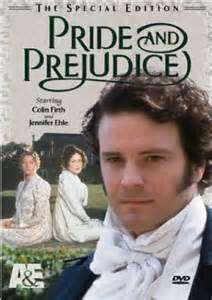 THE SPECIAL EDITION
PRIDE AND
PREJUDICE
Starring
Colin Firth
and
Jennifer Ehle
A&E
DVD